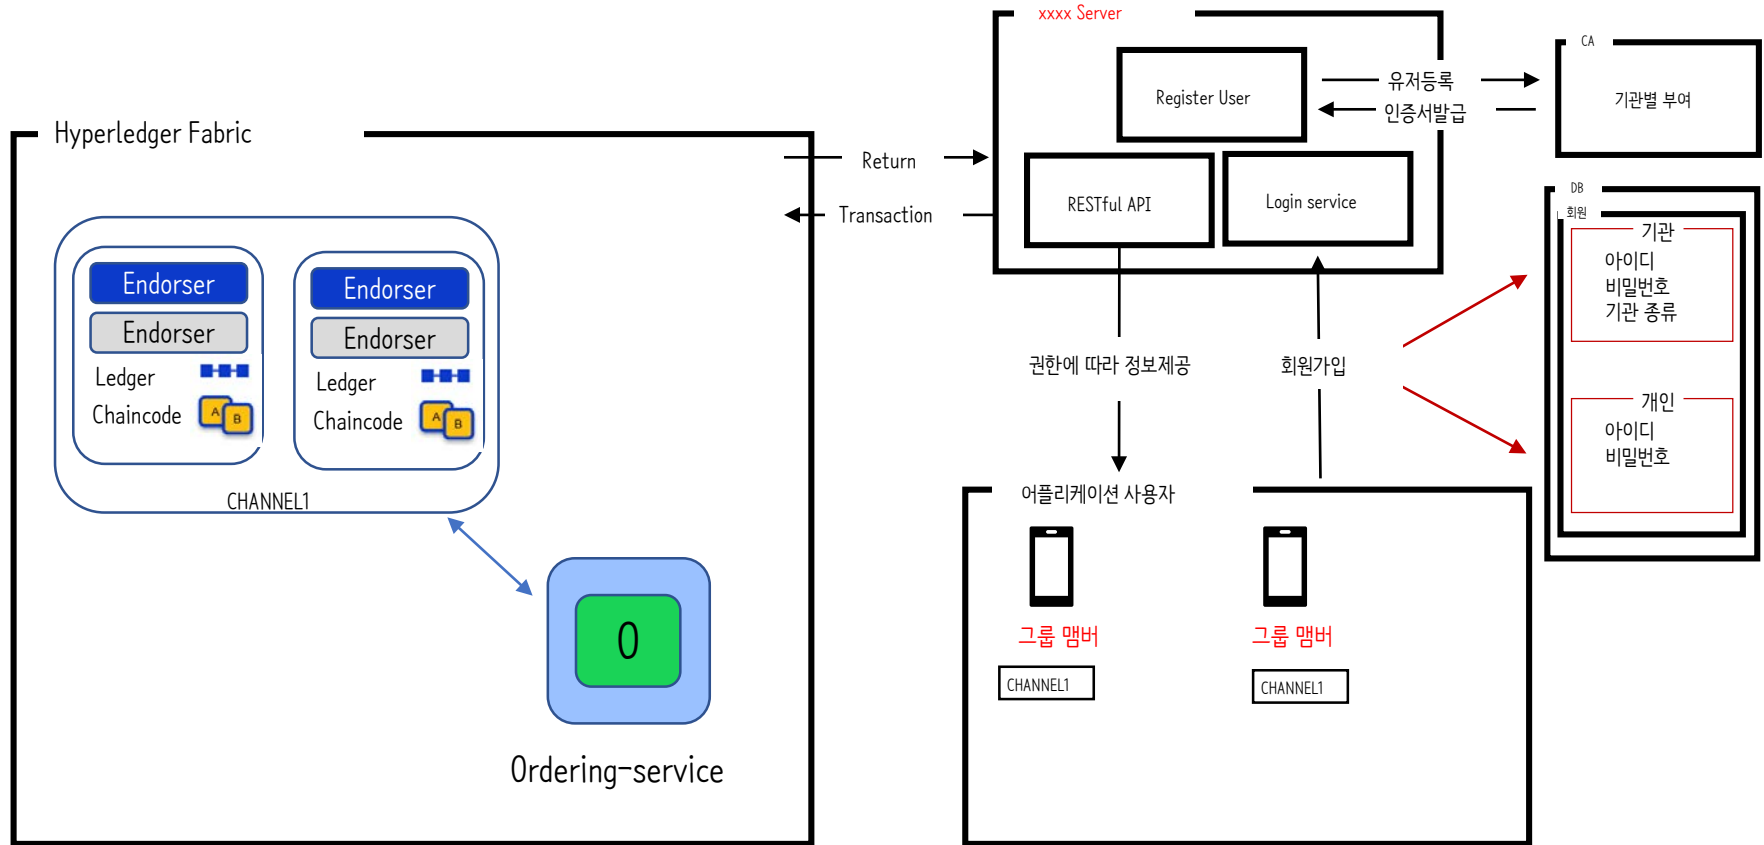 xxxx Server
Register User
RESTful API
Login service
유저등록
인증서발급
CA
기관별 부여
Hyperledger Fabric
Return
Transaction
Endorser
Endorser
Ledger
Chaincode
A
B
Endorser
Endorser
Ledger
Chaincode
A
B
CHANNEL1
O
Ordering-service
권한에 따라 정보제공
회원가입
DB
회원
기관
아이디
비밀번호
기관 종류
개인
아이디
비밀번호
어플리케이션 사용자
그룹 맴버
CHANNEL1
그룹 맴버
CHANNEL1